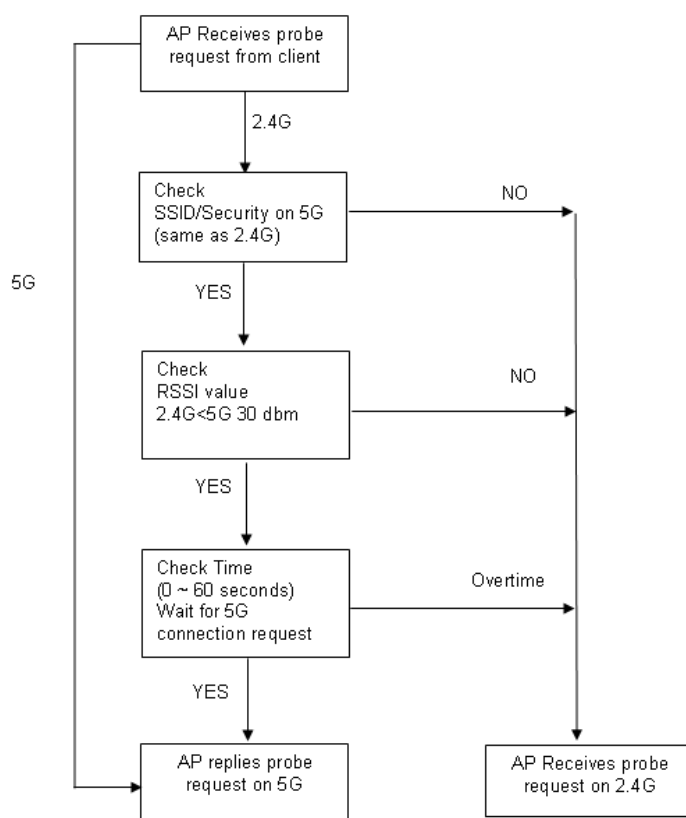 AP Receives probe
request from client
2.4G
Check
SSID/Security on 5G
(same as 2.4G)
NO
5G
YES
Check
RSSI value
2.4G<5G 30 dbm
NO
YES
Check Time
(0 ~ 60 seconds)
Wait for 5G
connection request
Overtime
YES
AP replies probe
request on 5G
AP Receives probe
request on 2.4G